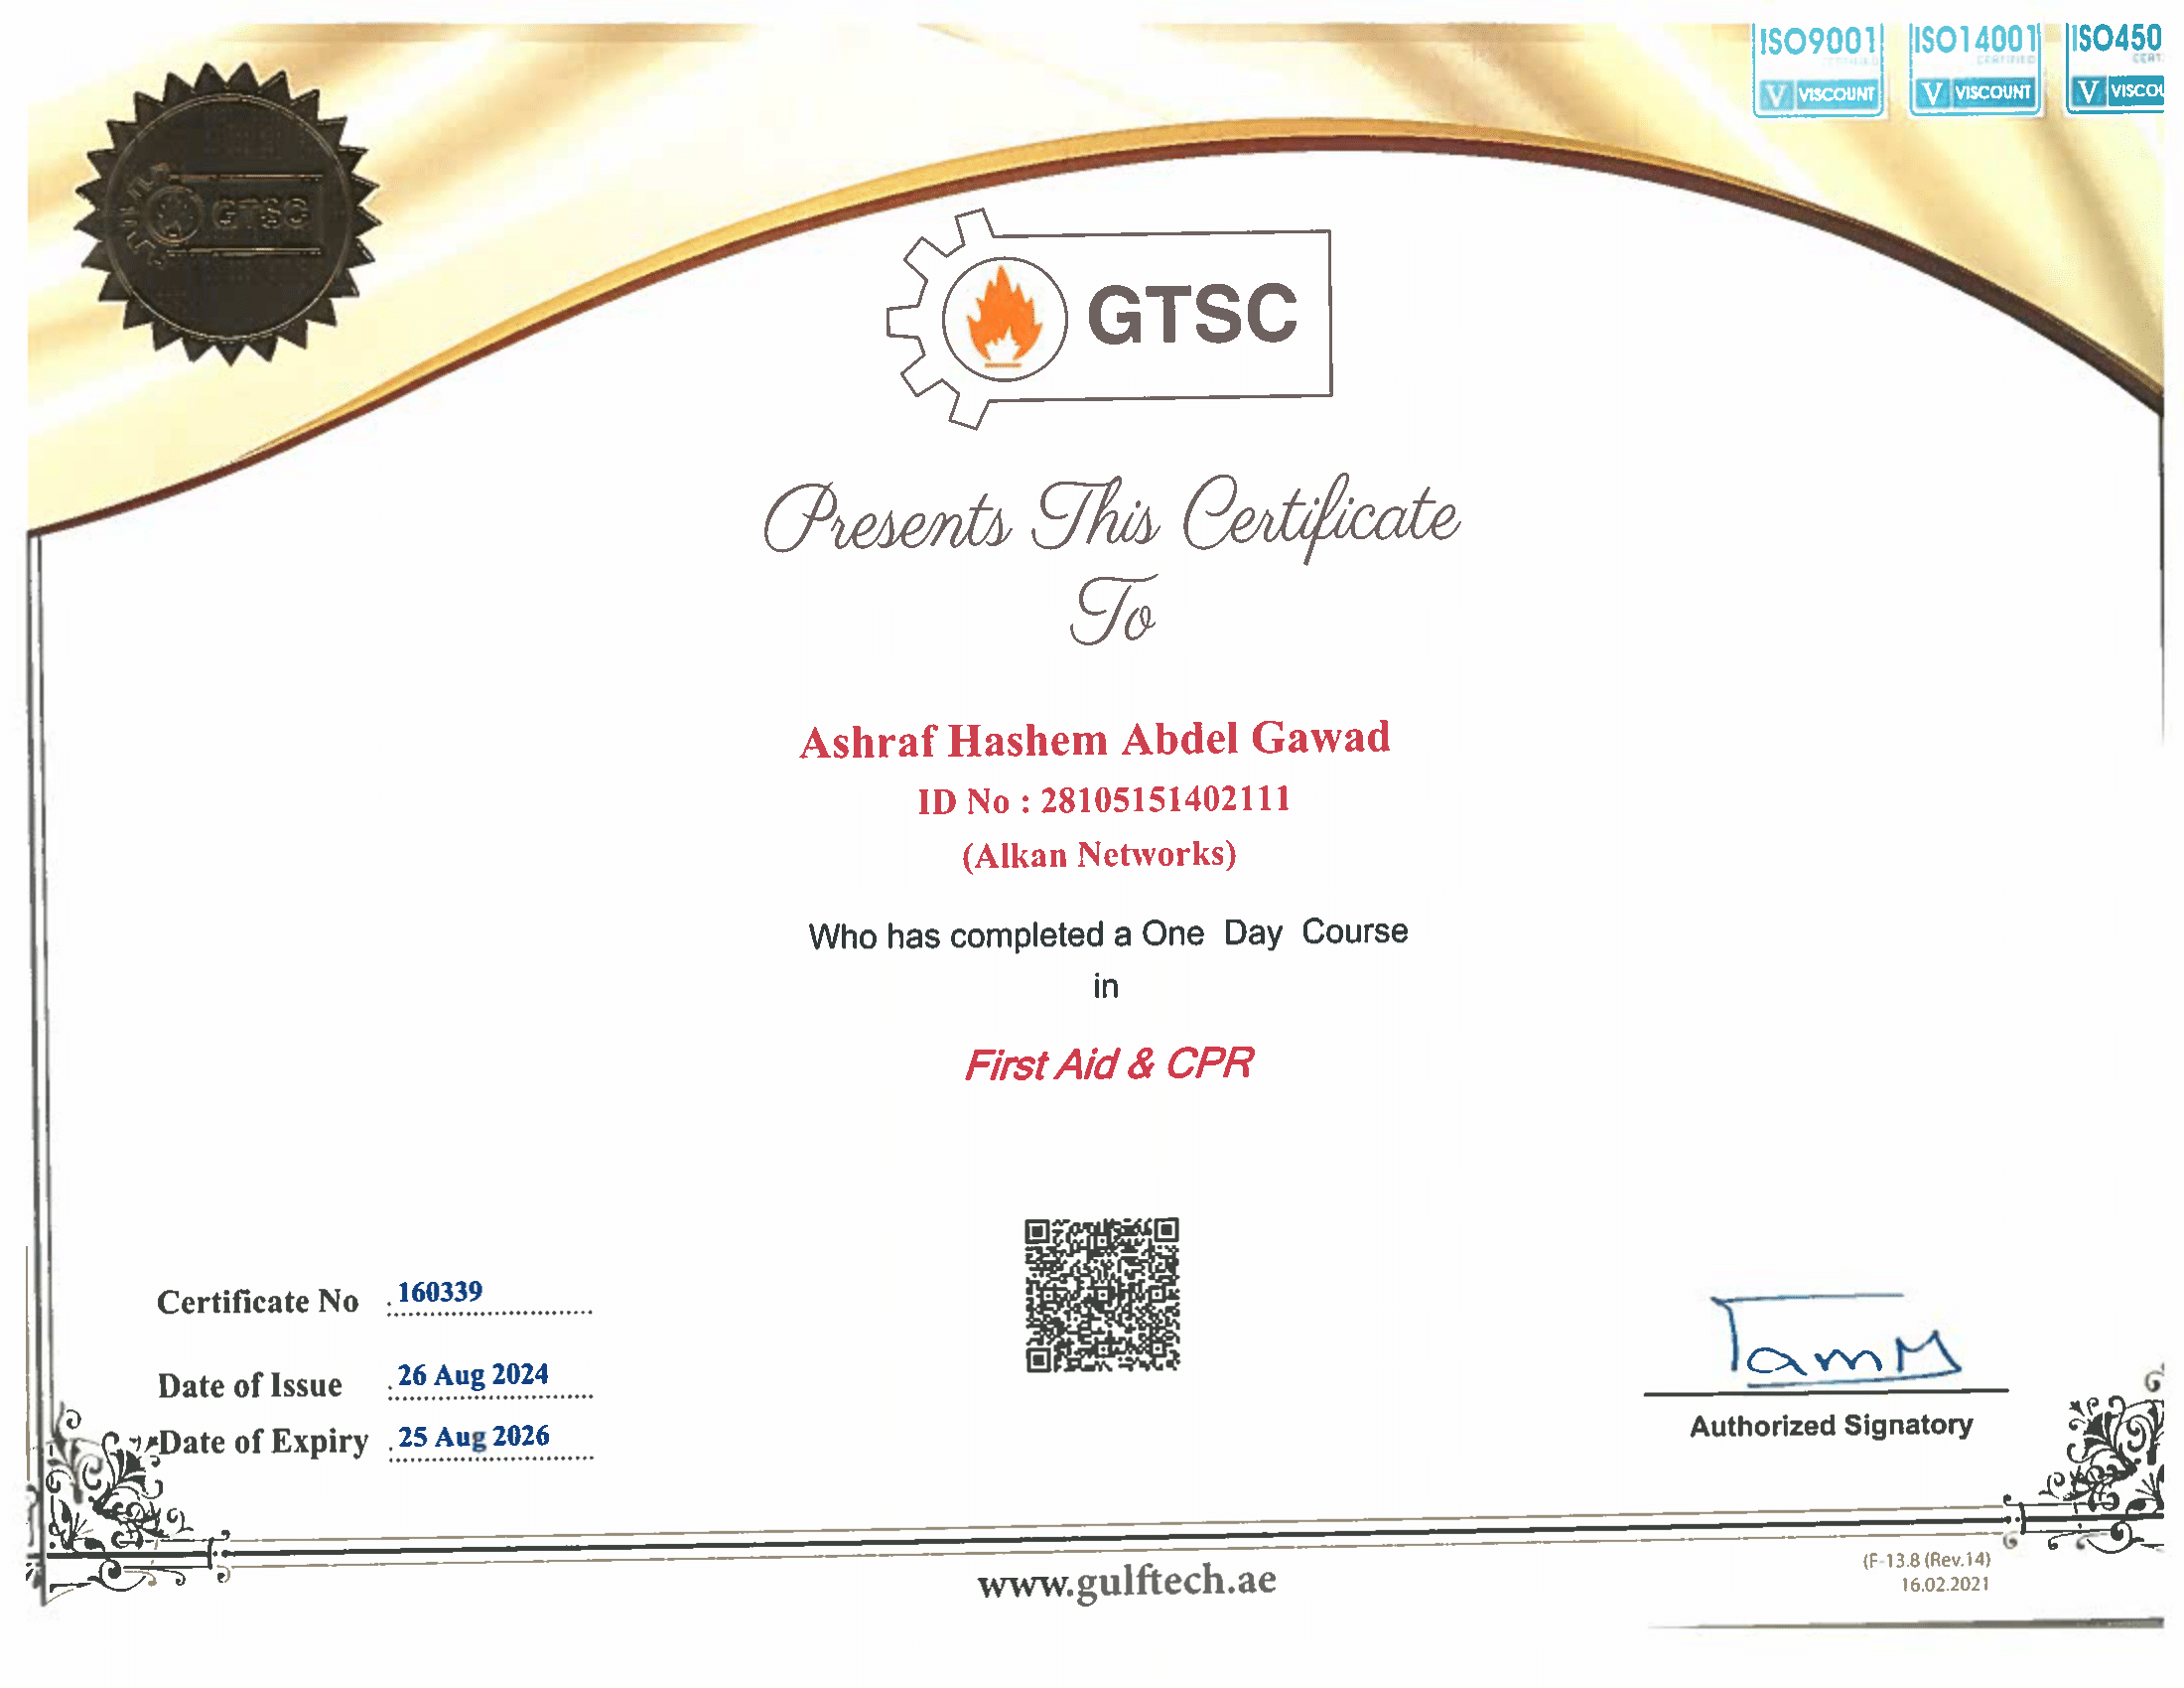 ISO9001 ISO14001 ISO450
CERTIFIED CERTIFIED CERT
V VISCOUNT V VISCOUNT V VISCOU
GTSC
GTSC
Presents This Certificate
To
Ashraf Hashem Abdel Gawad
ID No : 28105151402111
(Alkan Networks)
Who has completed a One Day Course
in
First Aid & CPR
Certificate No : 160339
Date of Issue : 26 Aug 2024
Date of Expiry : 25 Aug 2026
Tam
Authorized Signatory
www.gulftech.ae
(F-13.8 (Rev.14)
16.02.2021